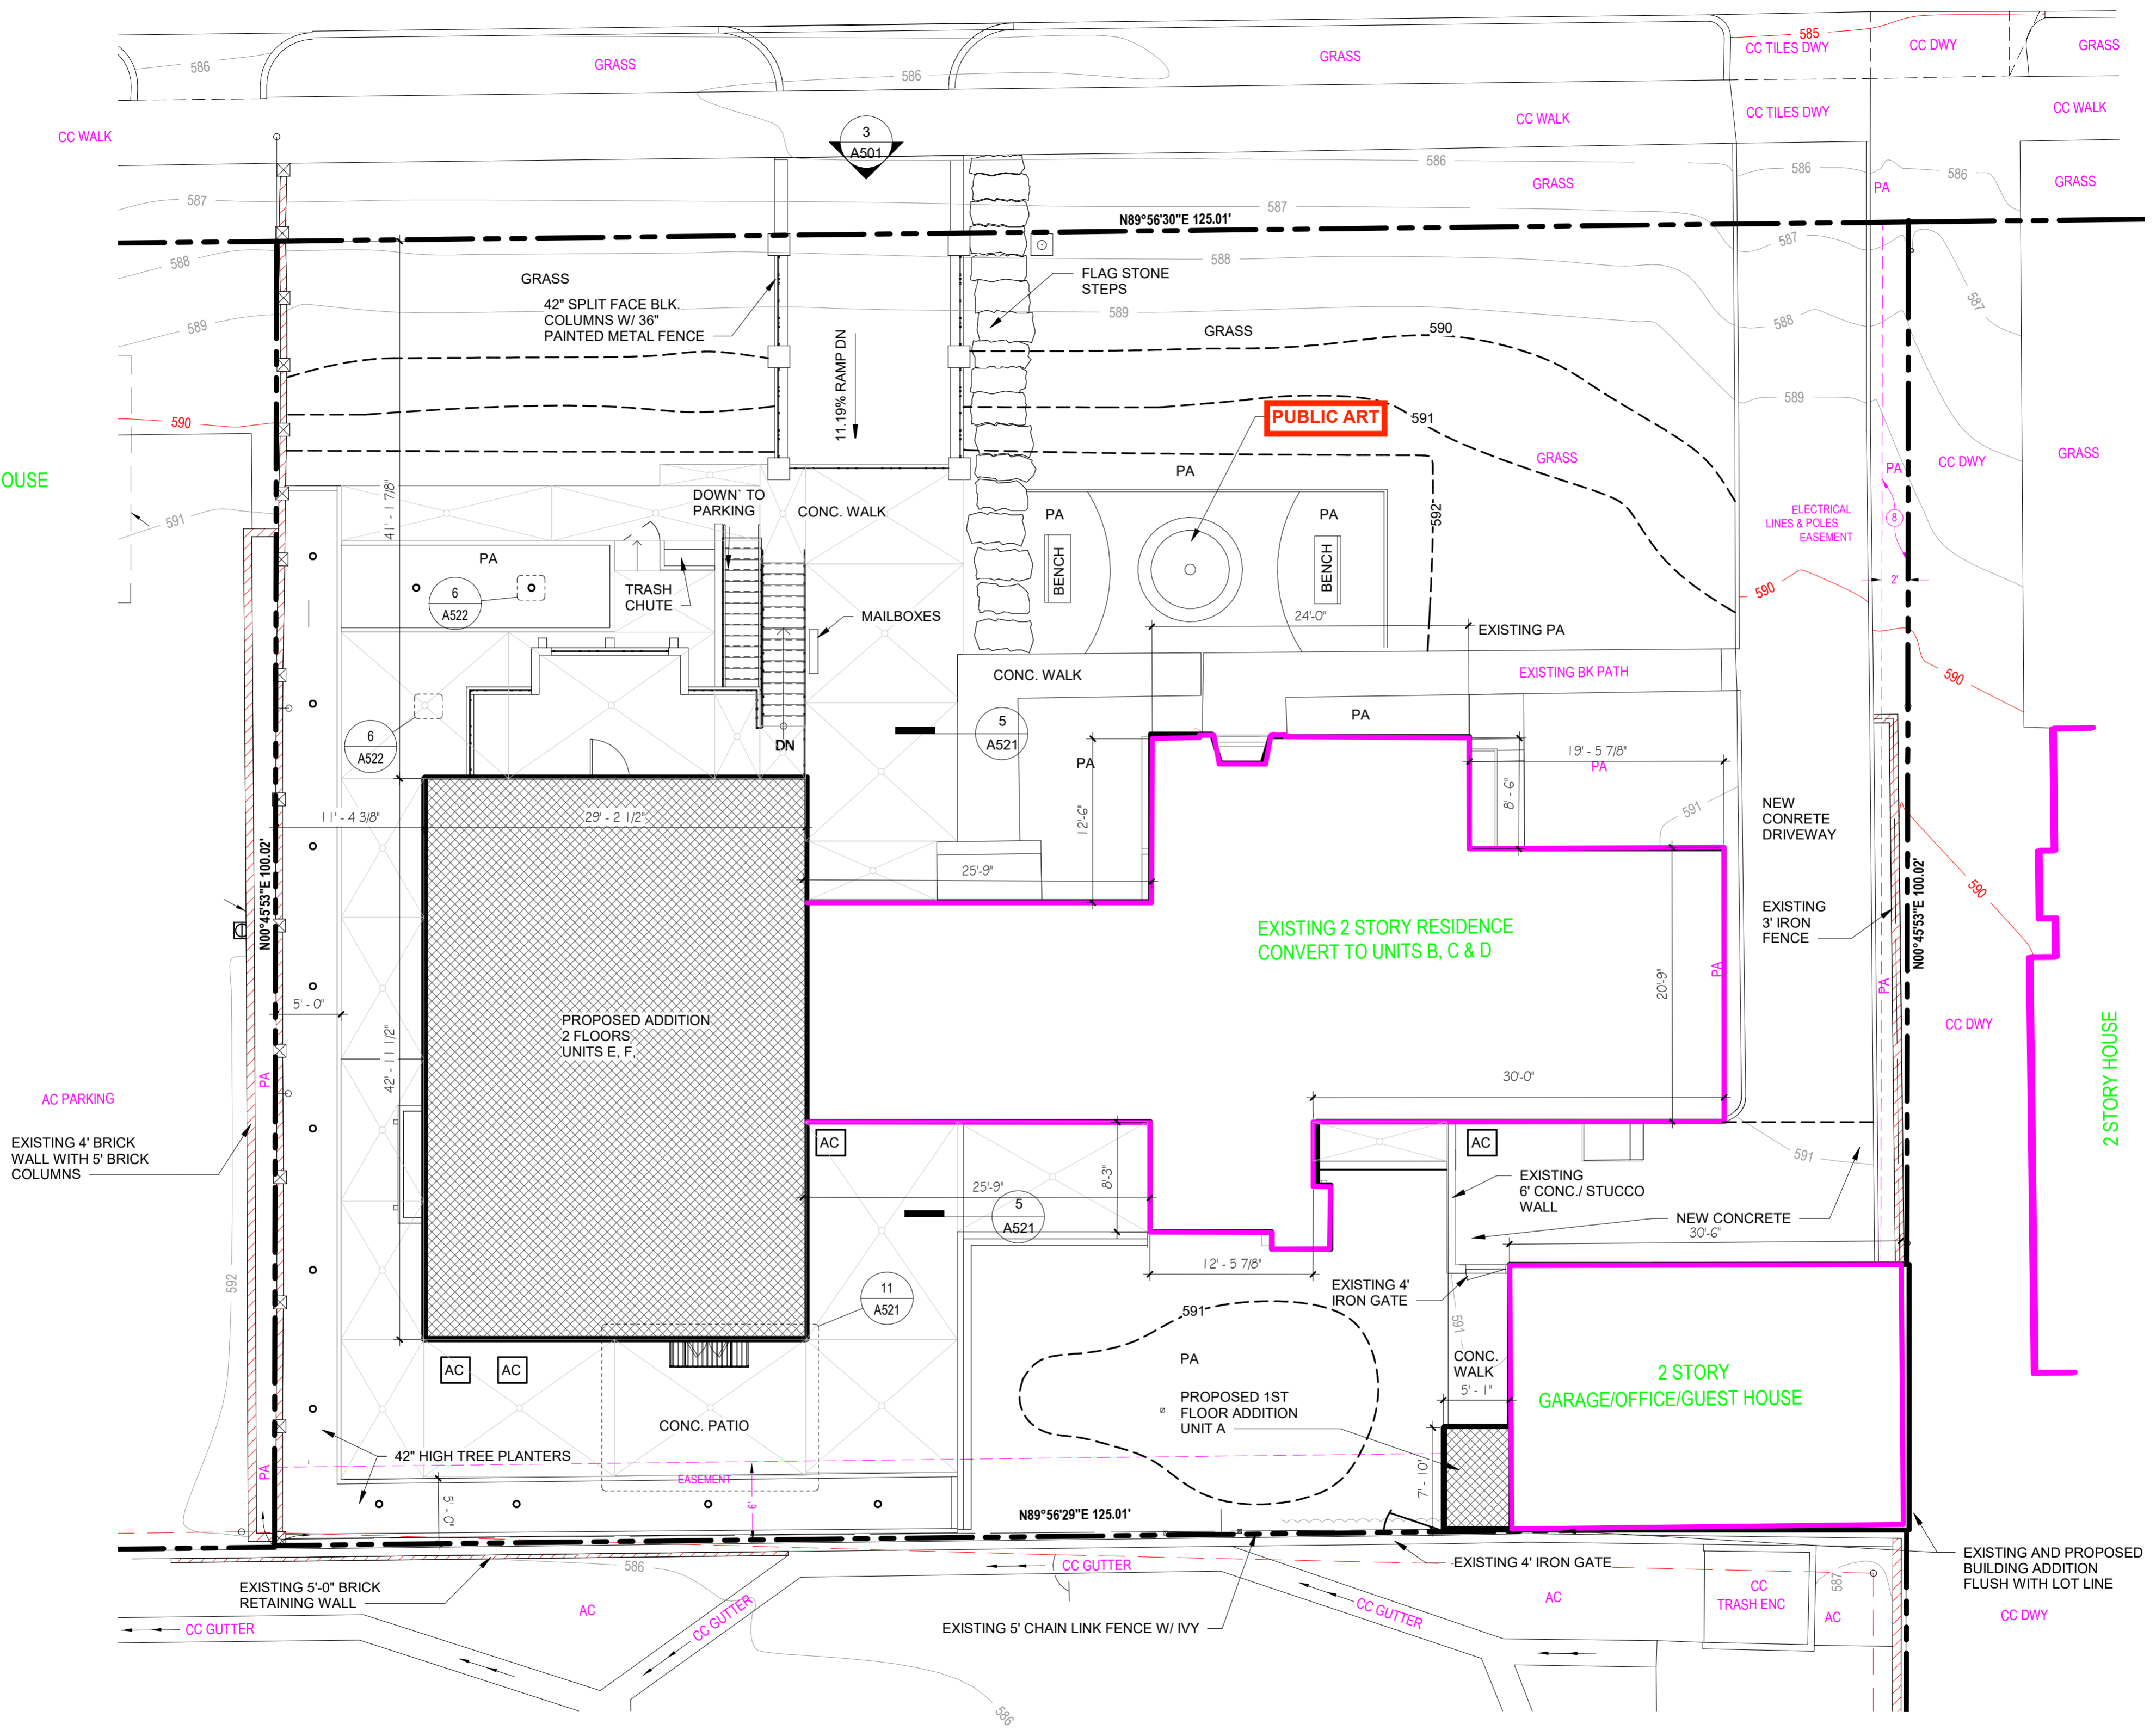 585
CC TILES DWY
CC DWY
GRASS
586
GRASS
586
GRASS
CC WALK
3
A501
CC WALK
CC TILES DWY
CC WALK
586
586
586
GRASS
GRASS
PA
587
587
N89°56'30"E 125.01'
587
587
588
588
588
589
589
589
GRASS
42" SPLIT FACE BLK.
COLUMNS W/ 36"
PAINTED METAL FENCE
FLAG STONE
STEPS
GRASS
590
11.19% RAMP DN
590
PUBLIC ART
591
GRASS
PA
CC DWY
GRASS
OUSE
591
41' - 1 7/8"
DOWN` TO
PARKING
CONC. WALK
PA
PA
PA
592
ELECTRICAL
LINES & POLES
EASEMENT
8
2'
PA
6
A522
TRASH
CHUTE
MAILBOXES
BENCH
BENCH
24'-0"
590
EXISTING PA
CONC. WALK
EXISTING BK PATH
590
6
A522
DN
5
A521
PA
PA
19' - 5 7/8"
PA
8' - 6"
12'-6"
591
NEW
CONRETE
DRIVEWAY
11' - 4 3/8"
29' - 2 1/2"
25'-9"
N00°45'53"E 100.02'
N00°45'53"E 100.02'
590
EXISTING 2 STORY RESIDENCE
CONVERT TO UNITS B, C & D
EXISTING
3' IRON
FENCE
PA
PA
20'-9"
5' - 0"
PROPOSED ADDITION
2 FLOORS
UNITS E, F,
42' - 11 1/2"
CC DWY
2 STORY HOUSE
30'-0"
PA
AC PARKING
EXISTING 4' BRICK
WALL WITH 5' BRICK
COLUMNS
AC
AC
8'-3"
591
25'-9"
5
A521
EXISTING
6' CONC./ STUCCO
WALL
NEW CONCRETE
30'-6"
12' - 5 7/8"
592
11
A521
EXISTING 4'
IRON GATE
591
591
AC
AC
PA
CONC.
WALK
5' - 1"
2 STORY
GARAGE/OFFICE/GUEST HOUSE
PROPOSED 1ST
FLOOR ADDITION
UNIT A
CONC. PATIO
42" HIGH TREE PLANTERS
PA
EASEMENT
6'
5' - 0"
7' - 10"
N89°56'29"E 125.01'
586
CC GUTTER
EXISTING 4' IRON GATE
EXISTING AND PROPOSED
BUILDING ADDITION
FLUSH WITH LOT LINE
EXISTING 5'-0" BRICK
RETAINING WALL
AC
CC GUTTER
CC GUTTER
AC
CC
TRASH ENC
587
AC
CC DWY
CC GUTTER
EXISTING 5' CHAIN LINK FENCE W/ IVY
586